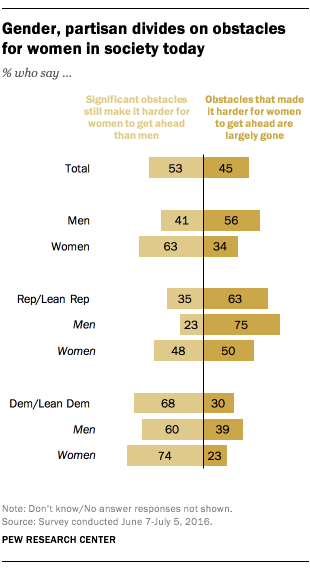 Gender, partisan divides on obstacles
for women in society today
% who say ...
Significant obstacles
still make it harder for
women to get ahead
than men
Obstacles that made
it harder for women
to get ahead are
largely gone
Total 53 45
Men 41 56
Women 63 34
Rep/Lean Rep 35 63
Men 23 75
Women 48 50
Dem/Lean Dem 68 30
Men 60 39
Women 74 23
Note: Don't know/No answer responses not shown.
Source: Survey conducted June 7-July 5, 2016.
PEW RESEARCH CENTER